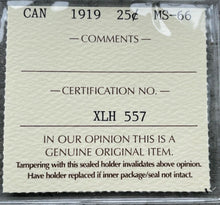 CAN 1919 25¢ MS-66
— COMMENTS —
— CERTIFICATION NO. —
XLH 557
IN OUR OPINION THIS IS A
GENUINE ORIGINAL ITEM.
Tampering with this sealed holder invalidates above opinion.
Have holder replaced if inner package/seal not intact.